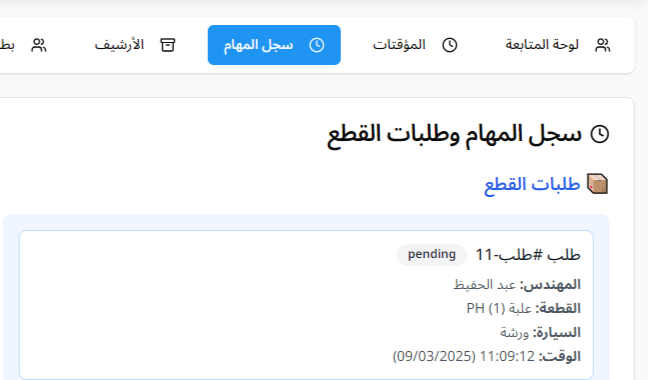 لوحة المتابعة
المؤقتات
سجل المهام
الأرشيف
بط
سجل المهام وطلبات القطع
طلبات القطع
طلب #طلب-11 pending
المهندس: عبد الحفيظ
القطعة: علبة PH (1)
السيارة: ورشة
الوقت: 11:09:12 (09/03/2025)